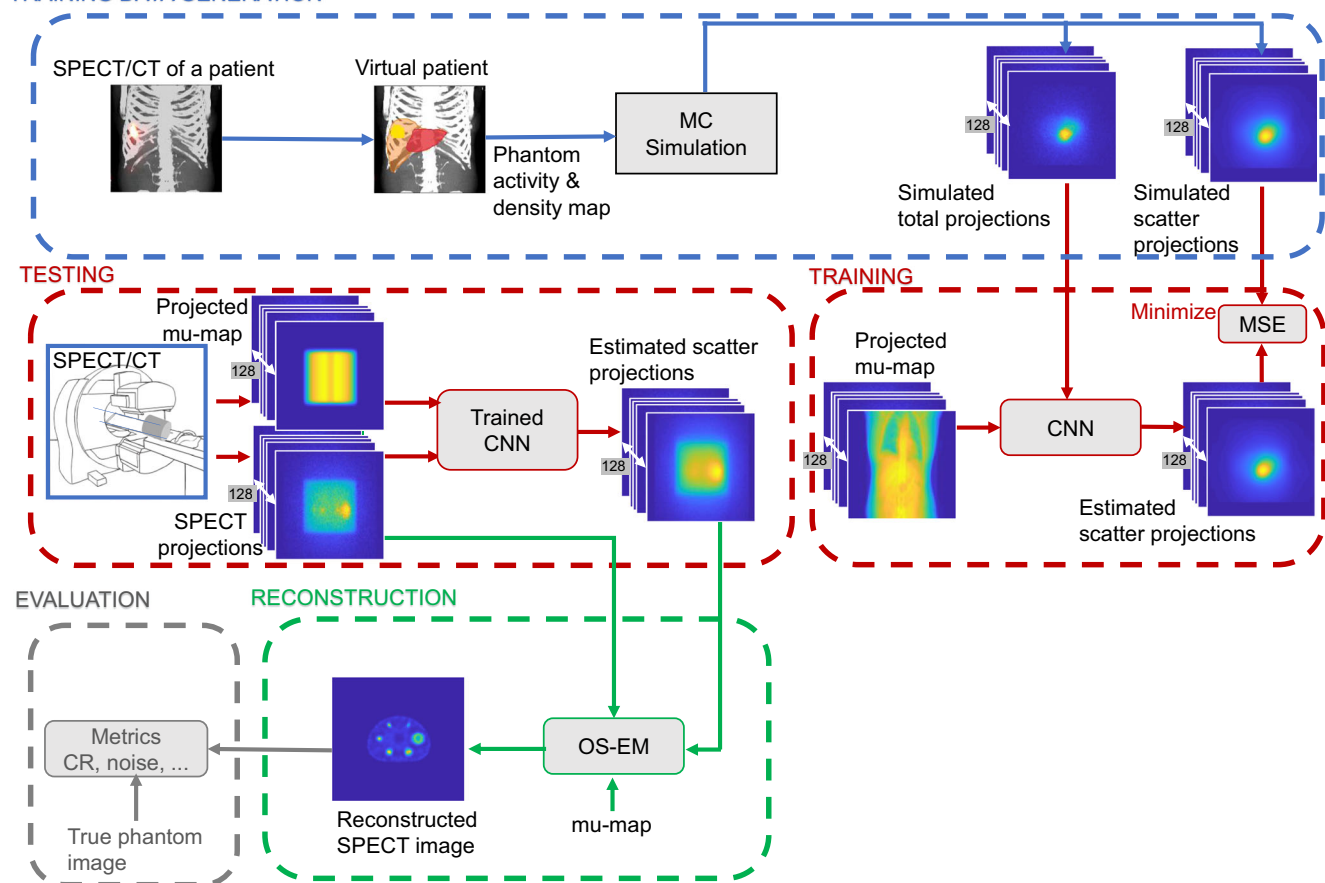 SPECT/CT of a patient
Virtual patient
MC
Simulation
Phantom
activity &
density map
128
128
Simulated
total projections
Simulated
scatter
projections
TESTING
Projected
mu-map
SPECT/CT
128
128
SPECT
projections
Trained
CNN
Estimated scatter
projections
128
TRAINING
Minimize
MSE
Projected
mu-map
128
CNN
128
Estimated
scatter projections
EVALUATION
Metrics
CR, noise, ...
True phantom
image
RECONSTRUCTION
Reconstructed
SPECT image
OS-EM
mu-map